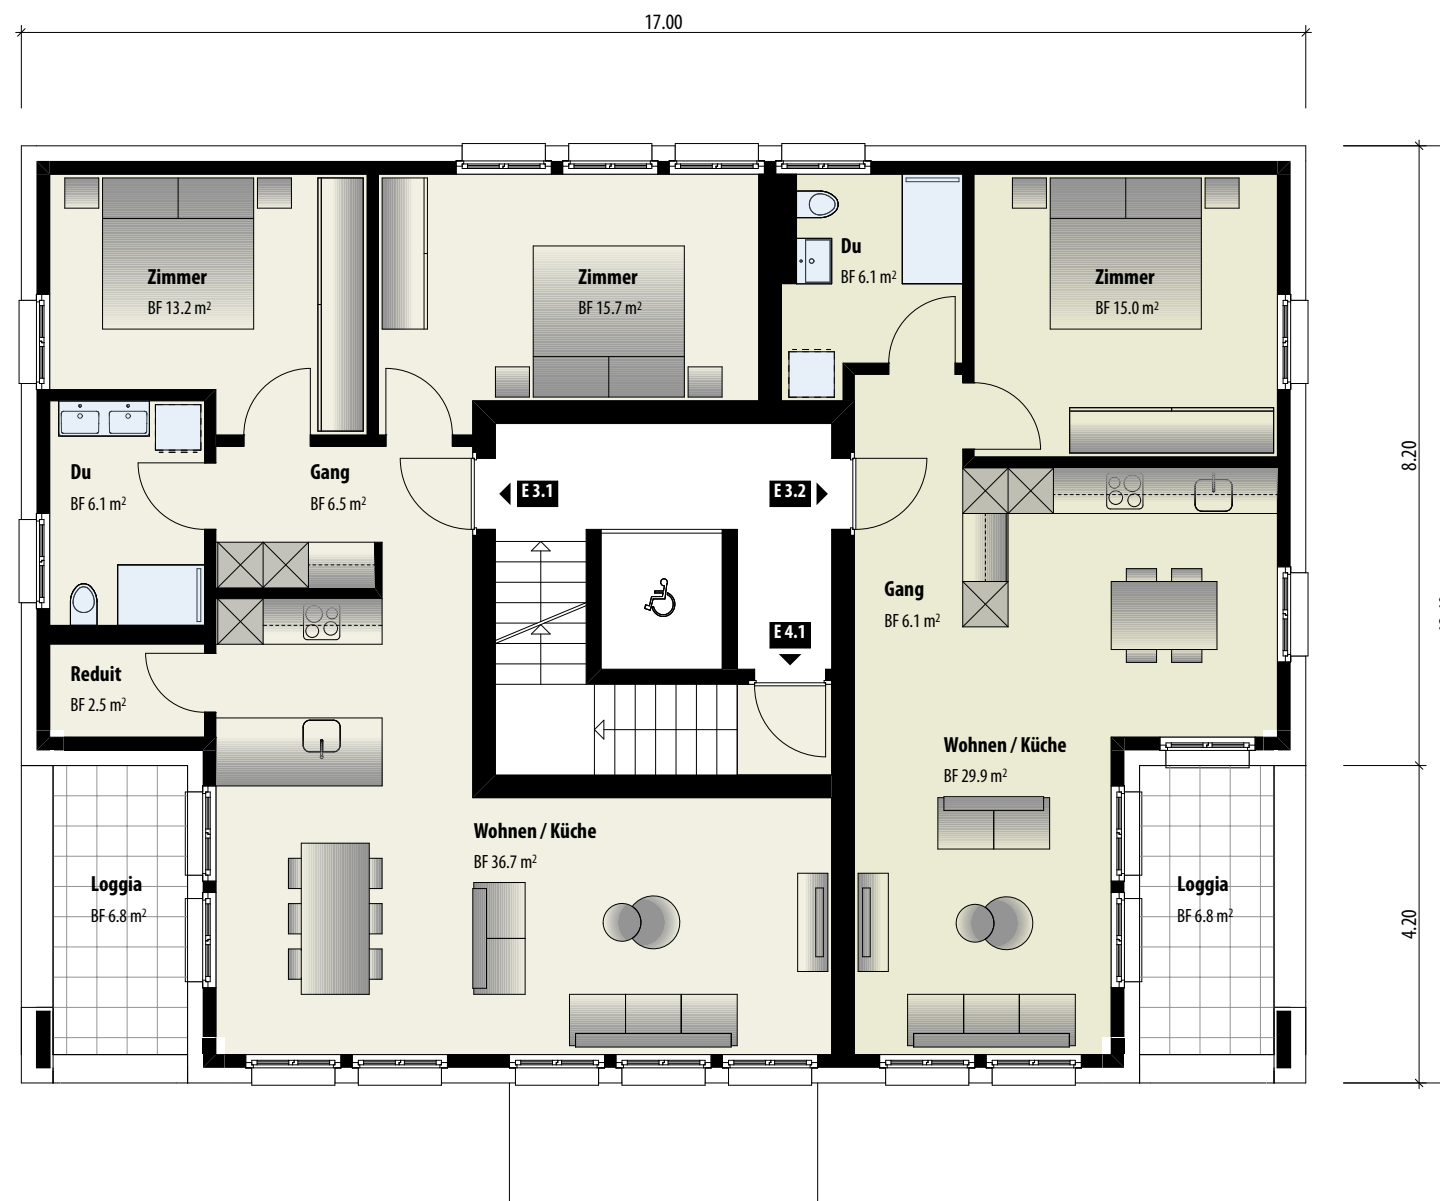 17.00
Zimmer
BF 13.2 m²
Zimmer
BF 15.7 m²
Du
BF 6.1 m²
Zimmer
BF 15.0 m²
8.20
Du
BF 6.1 m²
Gang
BF 6.5 m²
E 3.1
E 3.2
Gang
BF 6.1 m²
E 4.1
Reduit
BF 2.5 m²
Wohnen / Küche
BF 29.9 m²
Wohnen / Küche
BF 36.7 m²
Loggia
BF 6.8 m²
Loggia
BF 6.8 m²
4.20